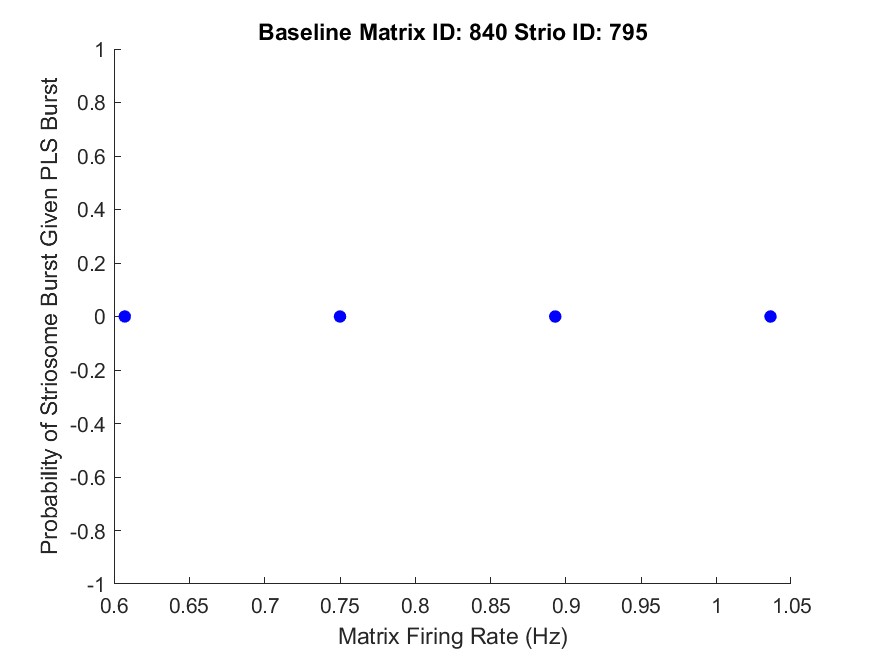 Baseline Matrix ID: 840 Strio ID: 795
Probability of Striosome Burst Given PLS Burst
1
0.8
0.6
0.4
0.2
0
-0.2
-0.4
-0.6
-0.8
-1
0.6 0.65 0.7 0.75 0.8 0.85 0.9 0.95 1 1.05
Matrix Firing Rate (Hz)